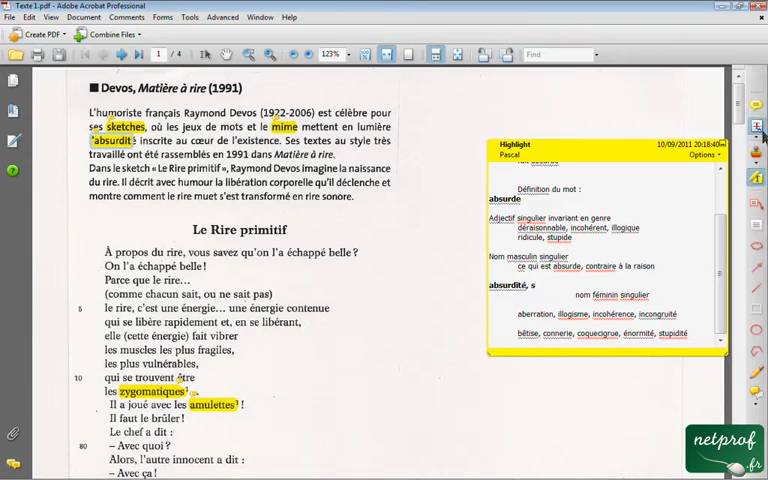 Texte 1.pdf - Adobe Acrobat Professional
File Edit View Document Comments Forms Tools Advanced Window Help
Create PDF Combine Files
1 / 4 123% Find
Devos, Matière à rire (1991)
L'humoriste français Raymond Devos (1922-2006) est célèbre pour
ses sketches, où les jeux de mots et le mime mettent en lumière
l'absurdité inscrite au cœur de l'existence. Ses textes au style très
travaillé ont été rassemblés en 1991 dans Matière à rire.
Dans le sketch «Le Rire primitif», Raymond Devos imagine la naissance
du rire. Il décrit avec humour la libération corporelle qu'il déclenche et
montre comment le rire muet s'est transformé en rire sonore.
Le Rire primitif
À propos du rire, vous savez qu'on l'a échappé belle ?
On l'a échappé belle !
Parce que le rire...
(comme chacun sait, ou ne sait pas)
5 le rire, c'est une énergie... une énergie contenue
qui se libère rapidement et, en se libérant,
elle (cette énergie) fait vibrer
les muscles les plus fragiles,
les plus vulnérables,
10 qui se trouvent être
les zygomatiques¹.
Il a joué avec les amulettes³ !
Il faut le brûler !
Le chef a dit :
80 – Avec quoi ?
Alors, l'autre innocent a dit :
– Avec ça !
Highlight 10/09/2011 20:18:40
Pascal Options
Définition du mot :
absurde
Adjectif singulier invariant en genre
déraisonnable, incohérent, illogique
ridicule, stupide
Nom masculin singulier
ce qui est absurde, contraire à la raison
absurdité, s
nom féminin singulier
aberration, illogisme, incohérence, incongruité
bêtise, connerie, coquecigrue, énormité, stupidité
netprof
.fr